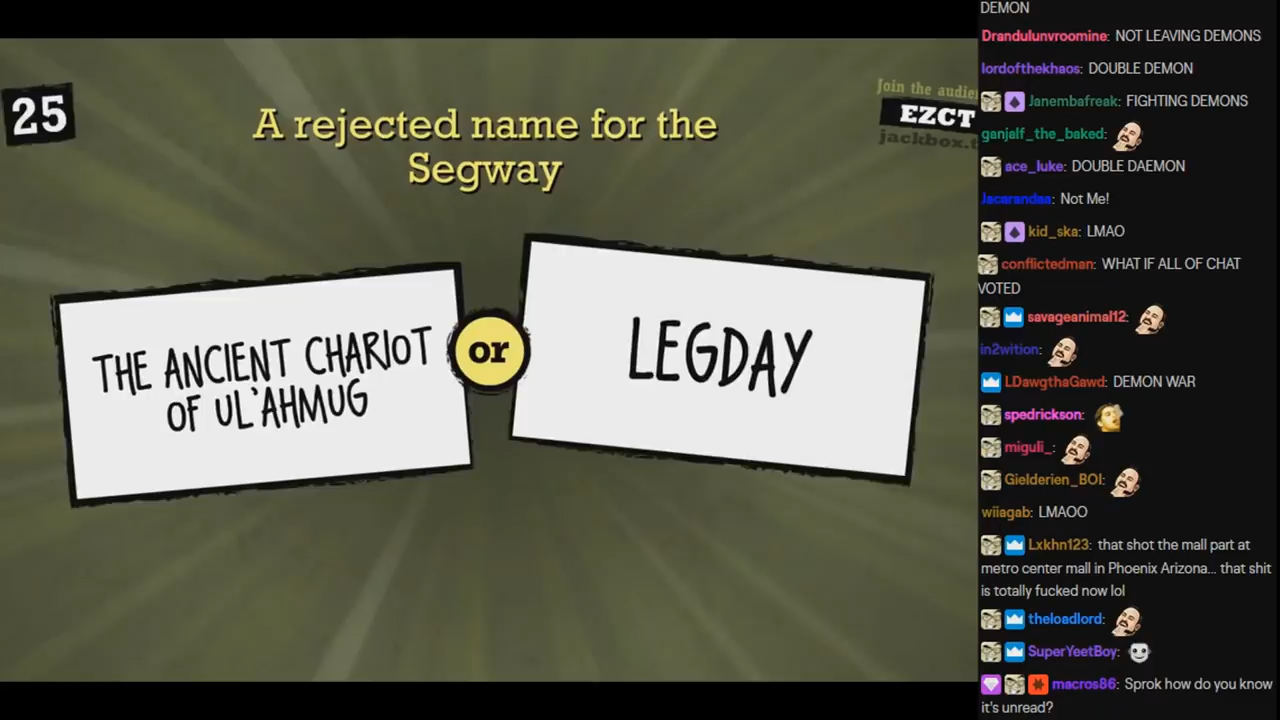 25
A rejected name for the
Segway
Join the audie
EZCT
jackbox.t
THE ANCIENT CHARIOT
OF UL'AHMUG
or
LEGDAY
DEMON
Drandulunvroomine: NOT LEAVING DEMONS
lordofthekhaos: DOUBLE DEMON
Janembafreak: FIGHTING DEMONS
ganjalf_the_baked:
ace_luke: DOUBLE DAEMON
Jacarandaa: Not Me!
kid_ska: LMAO
conflictedman: WHAT IF ALL OF CHAT
VOTED
savageanimal12:
in2wition:
LDawgthaGawd: DEMON WAR
spedrickson:
miguli_:
Gielderien_BOI:
wiiagab: LMAOO
Lxkhn123: that shot the mall part at
metro center mall in Phoenix Arizona... that shit
is totally fucked now lol
theloadlord:
SuperYeetBoy:
macros86: Sprok how do you know
it's unread?